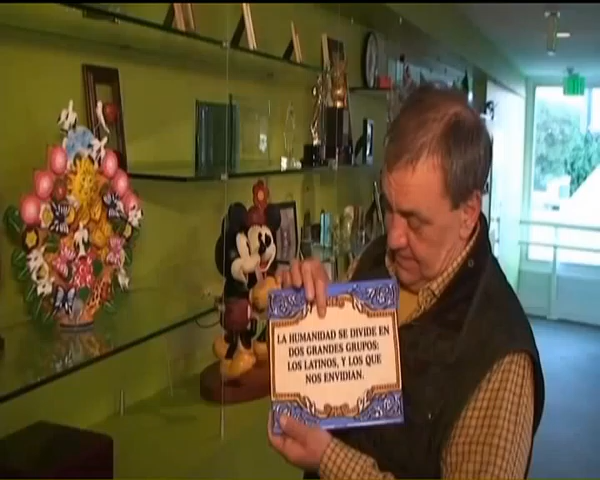 LA HUMANIDAD SE DIVIDE EN
DOS GRANDES GRUPOS:
LOS LATINOS, Y LOS QUE
NOS ENVIDIAN.